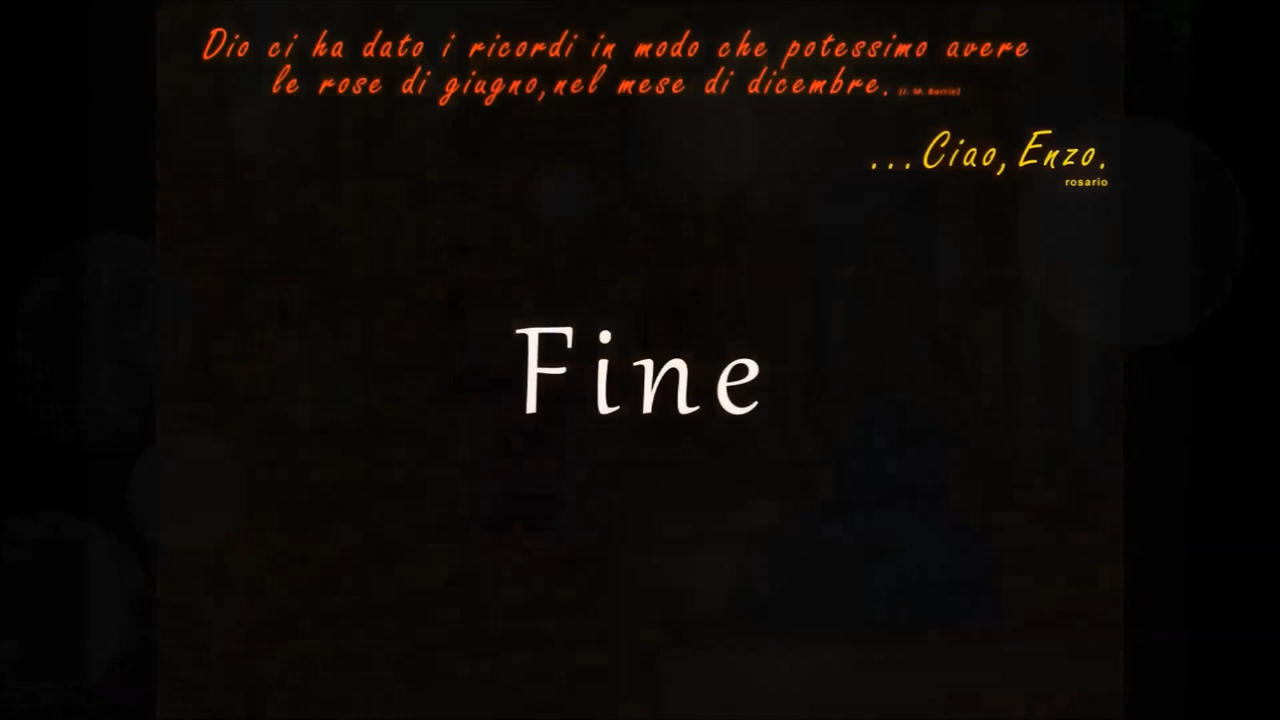 Dio ci ha dato i ricordi in modo che potessimo avere
le rose di giugno,nel mese di dicembre. (J. M. Barrie)
...Ciao, Enzo.
rosario
Fine